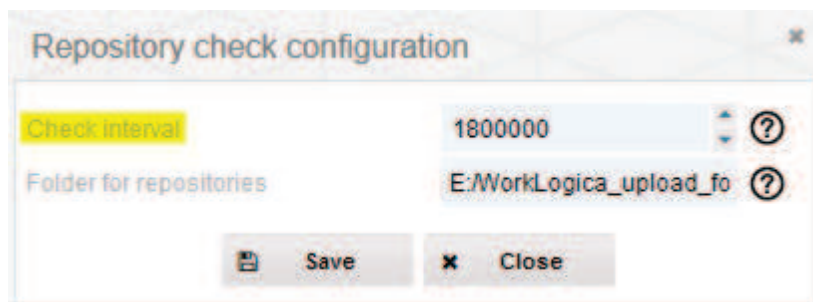 Repository check configuration
Check interval 1800000
Folder for repositories E:/WorkLogica_upload_fo
Save Close